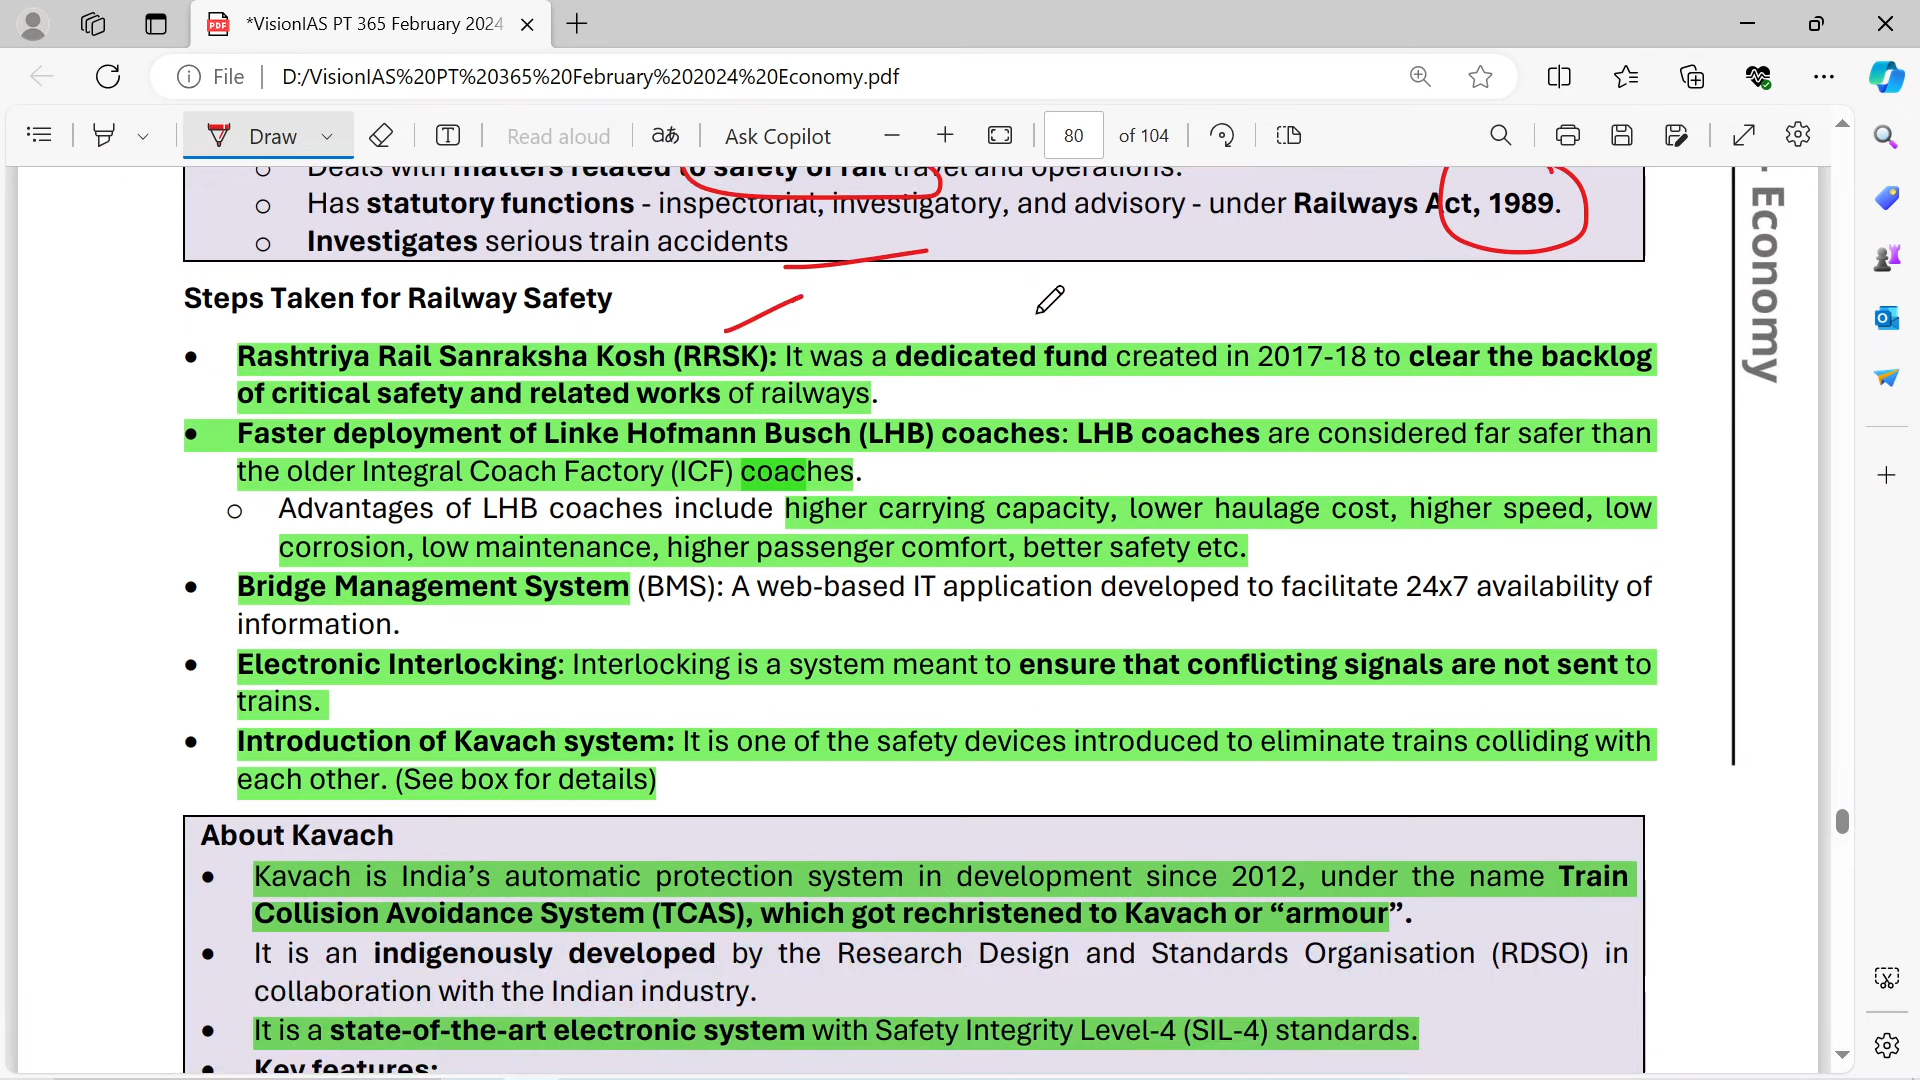 *VisionIAS PT 365 February 2024
File
D:/VisionIAS%20PT%20365%20February%202024%20Economy.pdf
Draw
Read aloud
Ask Copilot
80
of 104
Deals with matters related to safety of rail travel and operations.
Has statutory functions - inspectorial, investigatory, and advisory - under Railways Act, 1989.
Investigates serious train accidents
Steps Taken for Railway Safety
• Rashtriya Rail Sanraksha Kosh (RRSK): It was a dedicated fund created in 2017-18 to clear the backlog
of critical safety and related works of railways.
• Faster deployment of Linke Hofmann Busch (LHB) coaches: LHB coaches are considered far safer than
the older Integral Coach Factory (ICF) coaches.
o Advantages of LHB coaches include higher carrying capacity, lower haulage cost, higher speed, low
corrosion, low maintenance, higher passenger comfort, better safety etc.
• Bridge Management System (BMS): A web-based IT application developed to facilitate 24x7 availability of
information.
• Electronic Interlocking: Interlocking is a system meant to ensure that conflicting signals are not sent to
trains.
• Introduction of Kavach system: It is one of the safety devices introduced to eliminate trains colliding with
each other. (See box for details)
About Kavach
• Kavach is India’s automatic protection system in development since 2012, under the name Train
Collision Avoidance System (TCAS), which got rechristened to Kavach or “armour”.
• It is an indigenously developed by the Research Design and Standards Organisation (RDSO) in
collaboration with the Indian industry.
• It is a state-of-the-art electronic system with Safety Integrity Level-4 (SIL-4) standards.
• Key features:
- Economy